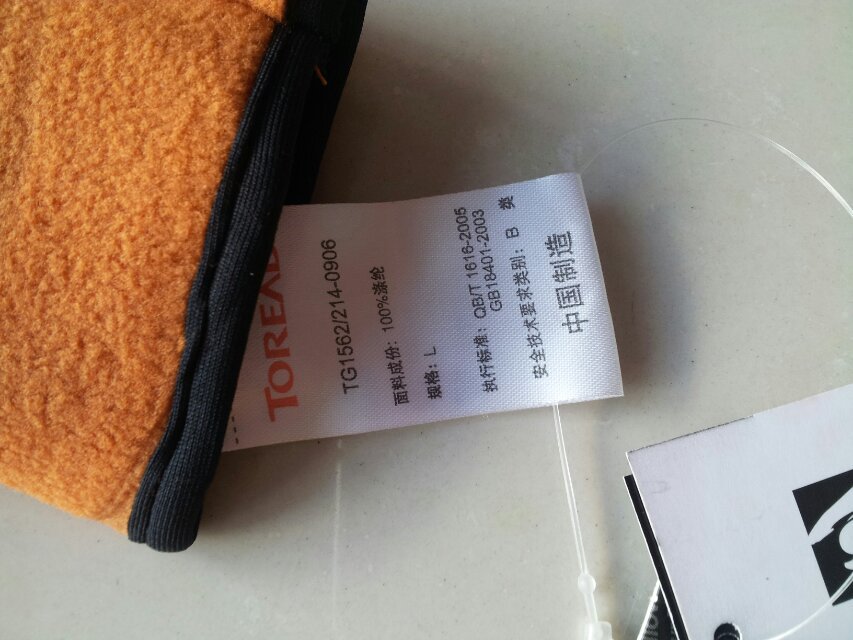 TOREAD
TG1562/214-0906
面料成份：100%涤纶
规格：L
执行标准：QB/T 1616-2005
GB18401-2003
安全技术要求类别：B 类
中国制造